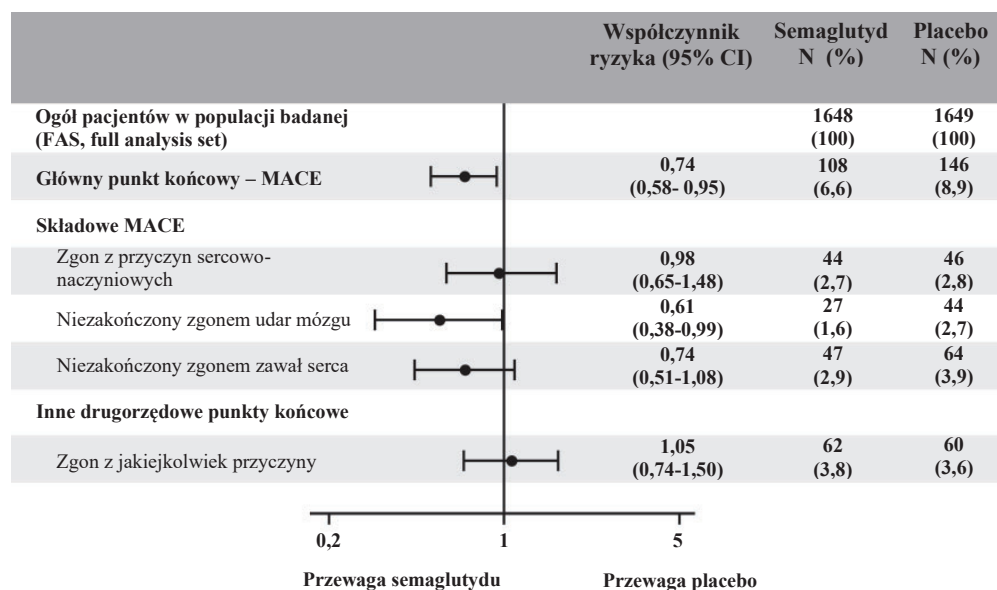 Współczynnik ryzyka (95% CI) Semaglutyd N (%) Placebo N (%)
Ogół pacjentów w populacji badanej 1648 1649
(FAS, full analysis set) (100) (100)
Główny punkt końcowy – MACE 0,74 108 146
(0,58- 0,95) (6,6) (8,9)
Składowe MACE
Zgon z przyczyn sercowo- 0,98 44 46
naczyniowych (0,65-1,48) (2,7) (2,8)
Niezakończony zgonem udar mózgu 0,61 27 44
(0,38-0,99) (1,6) (2,7)
Niezakończony zgonem zawał serca 0,74 47 64
(0,51-1,08) (2,9) (3,9)
Inne drugorzędowe punkty końcowe
Zgon z jakiejkolwiek przyczyny 1,05 62 60
(0,74-1,50) (3,8) (3,6)
0,2 1 5
Przewaga semaglutydu Przewaga placebo